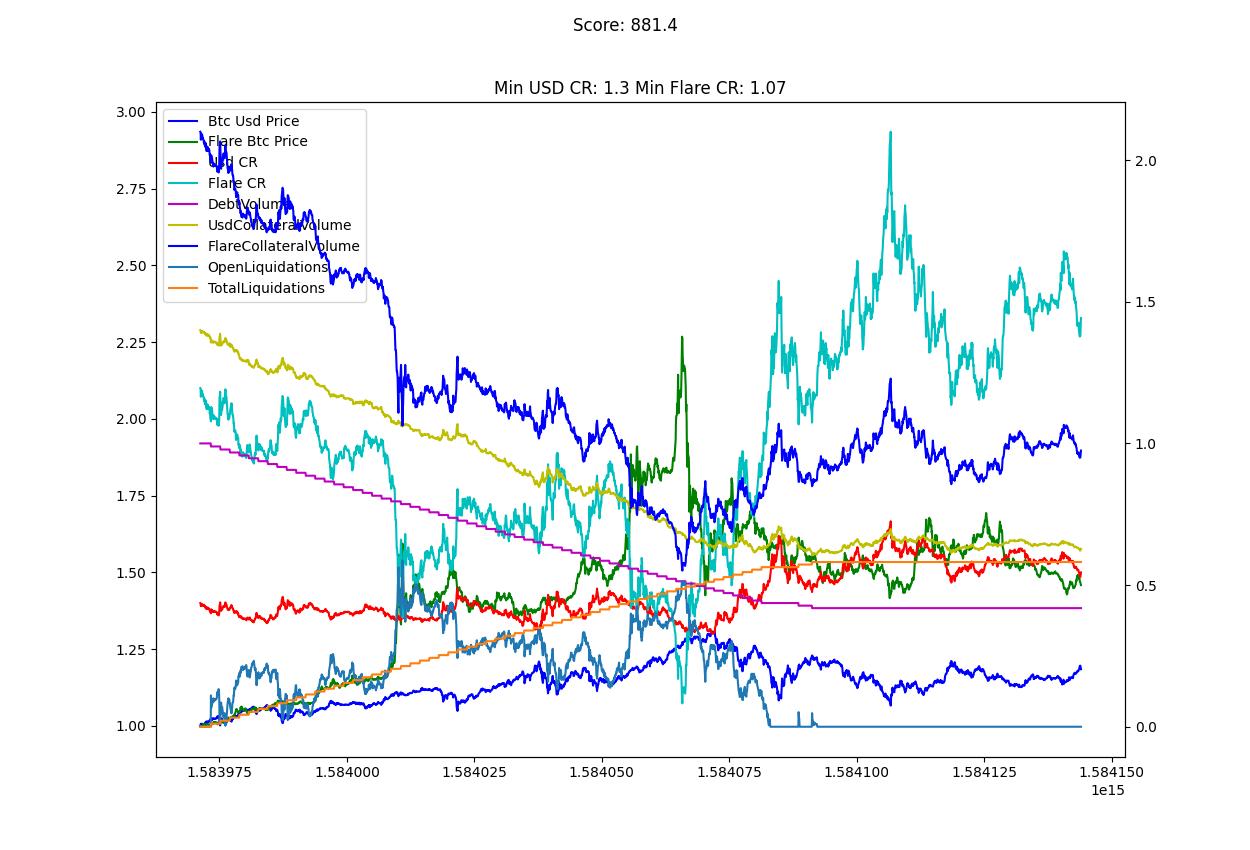 Score: 881.4
Min USD CR: 1.3 Min Flare CR: 1.07
Btc Usd Price
Flare Btc Price
Usd CR
Flare CR
DebtVolume
UsdCollateralVolume
FlareCollateralVolume
OpenLiquidations
TotalLiquidations
3.00
2.75
2.50
2.25
2.00
1.75
1.50
1.25
1.00
2.0
1.5
1.0
0.5
0.0
1.583975 1.584000 1.584025 1.584050 1.584075 1.584100 1.584125 1.584150
1e15